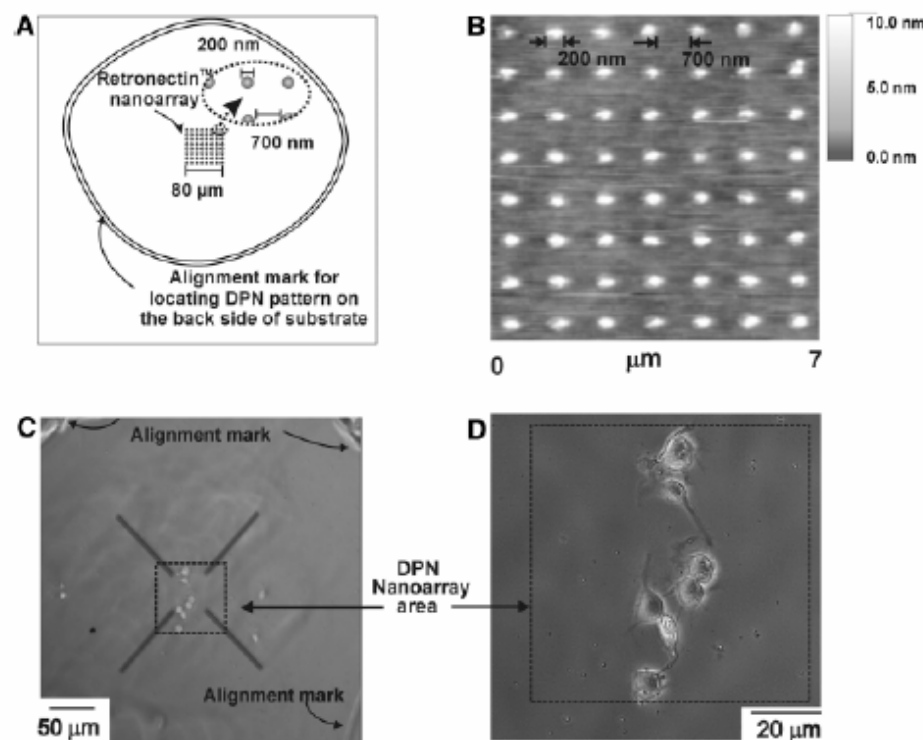 A
200 nm
Retronectin™
nanoarray
700 nm
80 µm
Alignment mark for
locating DPN pattern on
the back side of substrate
B
200 nm 700 nm
10.0 nm
5.0 nm
0.0 nm
0 µm 7
C
Alignment mark
Alignment mark
50 µm
DPN
Nanoarray
area
D
20 µm